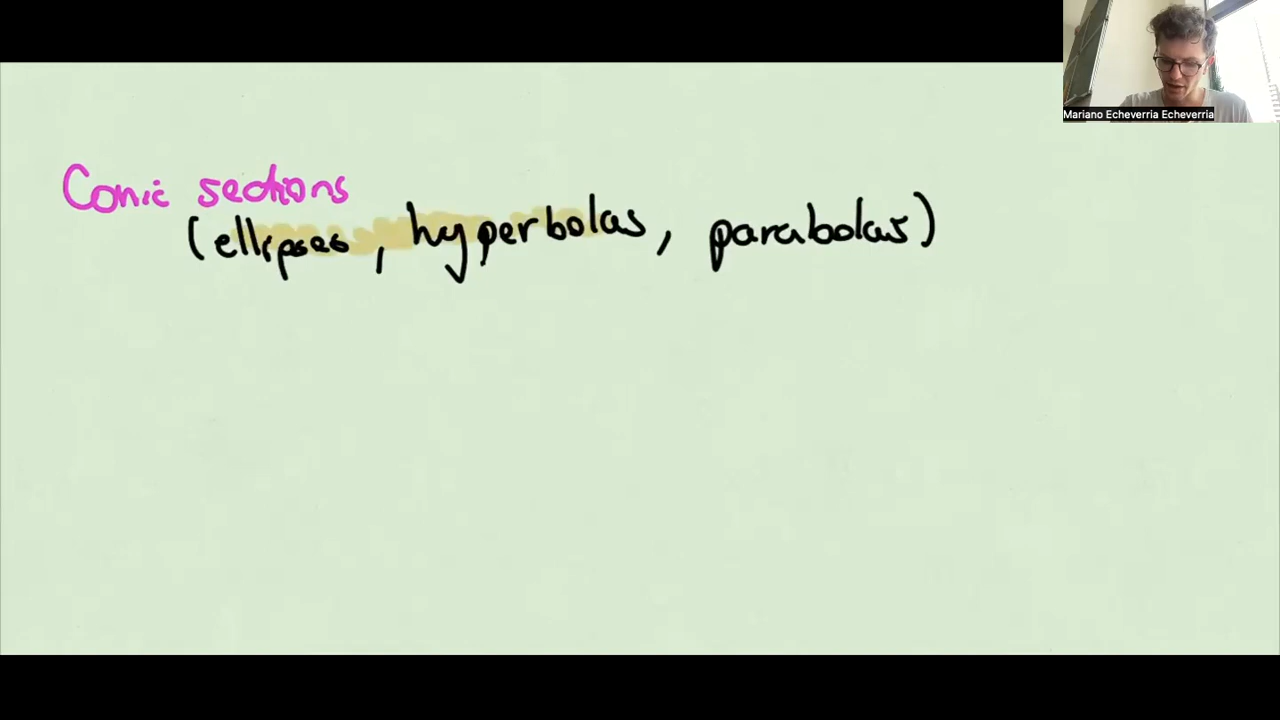 Mariano Echeverria Echeverria
Conic sections
(ellipses, hyperbolas, parabolas)